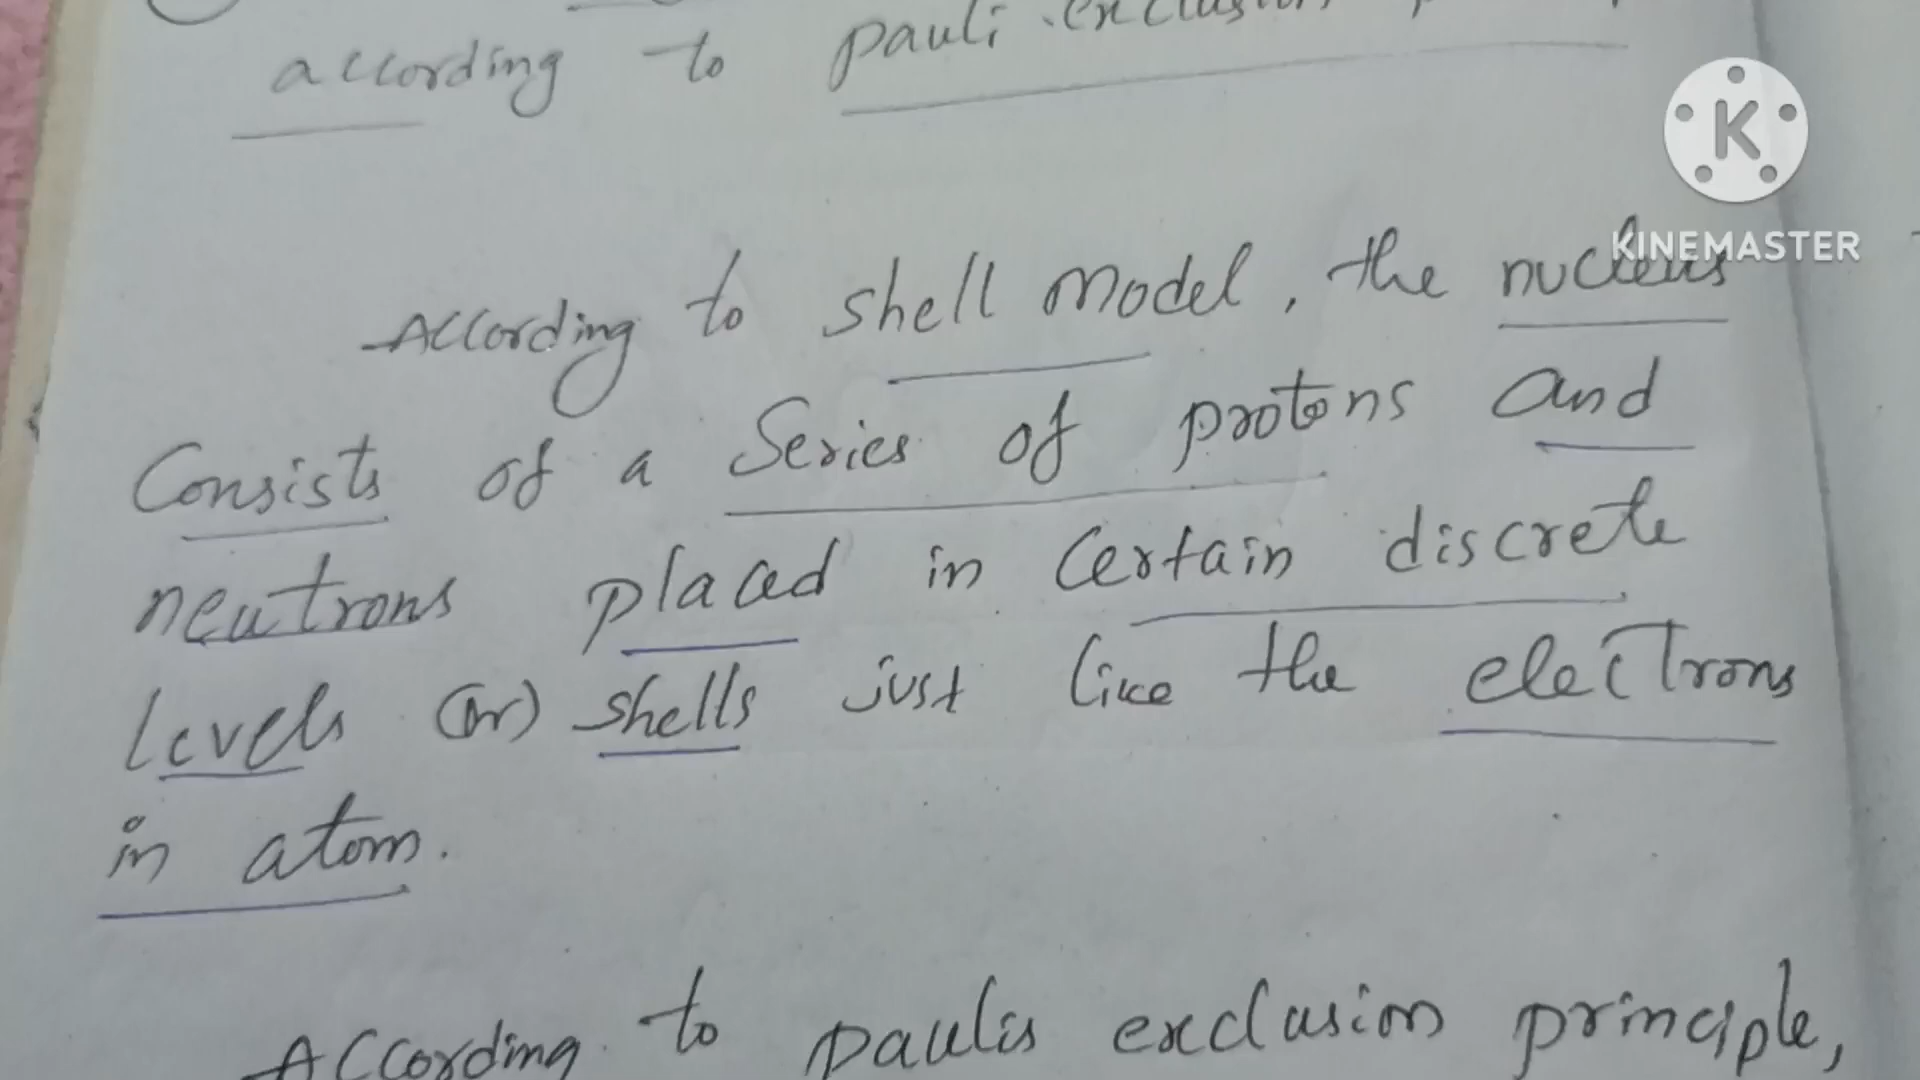 according to pauli exclusion
According to shell model, the nucleus
Consists of a Series of protons and
neutrons placed in Certain discrete
levels (or) shells just like the electrons
in atom.
According to paulis exclusion principle,
K
KINEMASTER